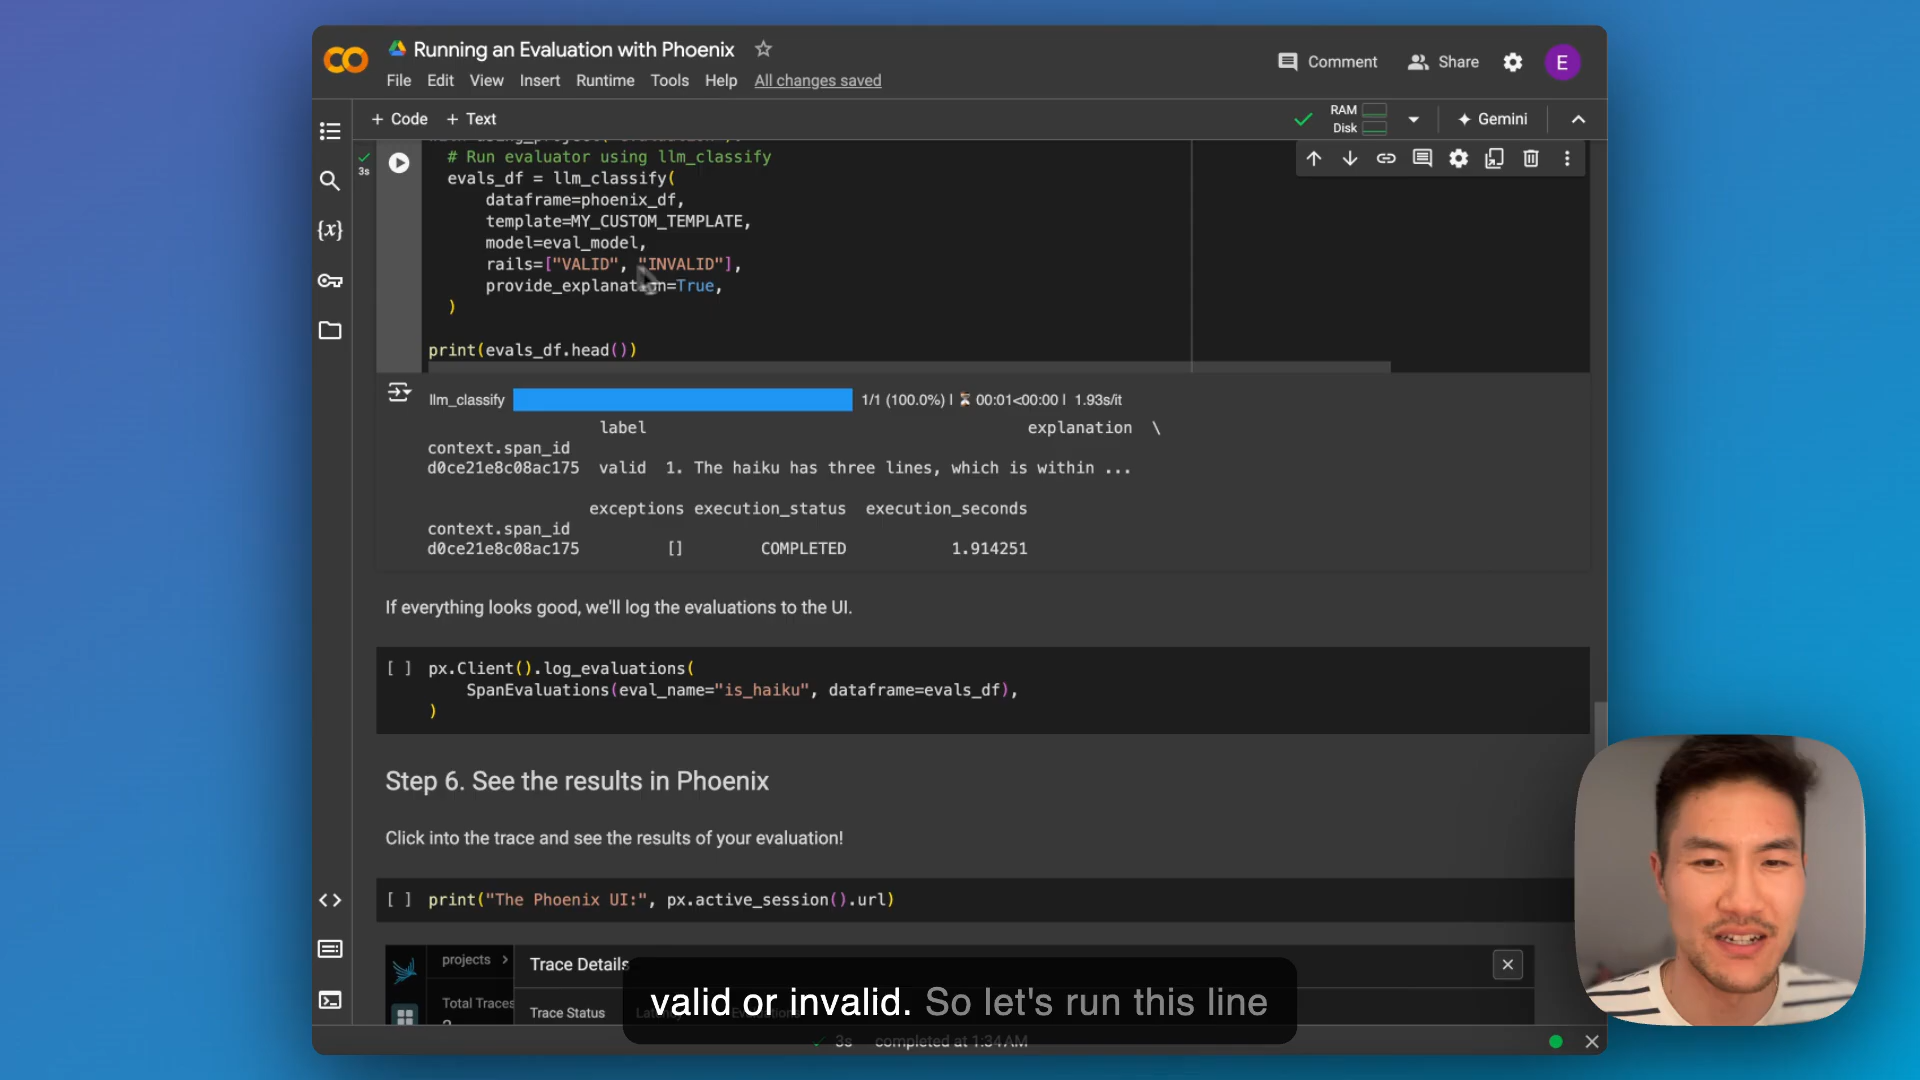 Running an Evaluation with Phoenix
File Edit View Insert Runtime Tools Help All changes saved
Comment Share E
+ Code + Text
RAM
Disk
Gemini
3s
# Run evaluator using llm_classify
evals_df = llm_classify(
dataframe=phoenix_df,
template=MY_CUSTOM_TEMPLATE,
model=eval_model,
rails=["VALID", "INVALID"],
provide_explanation=True,
)
print(evals_df.head())
llm_classify 1/1 (100.0%) | ⏳ 00:01<00:00 | 1.93s/it
label explanation \
context.span_id
d0ce21e8c08ac175 valid 1. The haiku has three lines, which is within ...
exceptions execution_status execution_seconds
context.span_id
d0ce21e8c08ac175 [] COMPLETED 1.914251
If everything looks good, we'll log the evaluations to the UI.
[ ] px.Client().log_evaluations(
SpanEvaluations(eval_name="is_haiku", dataframe=evals_df),
)
Step 6. See the results in Phoenix
Click into the trace and see the results of your evaluation!
[ ] print("The Phoenix UI:", px.active_session().url)
projects > Trace Details
Total Traces Trace Status
valid or invalid. So let's run this line
3s completed at 1:34 AM